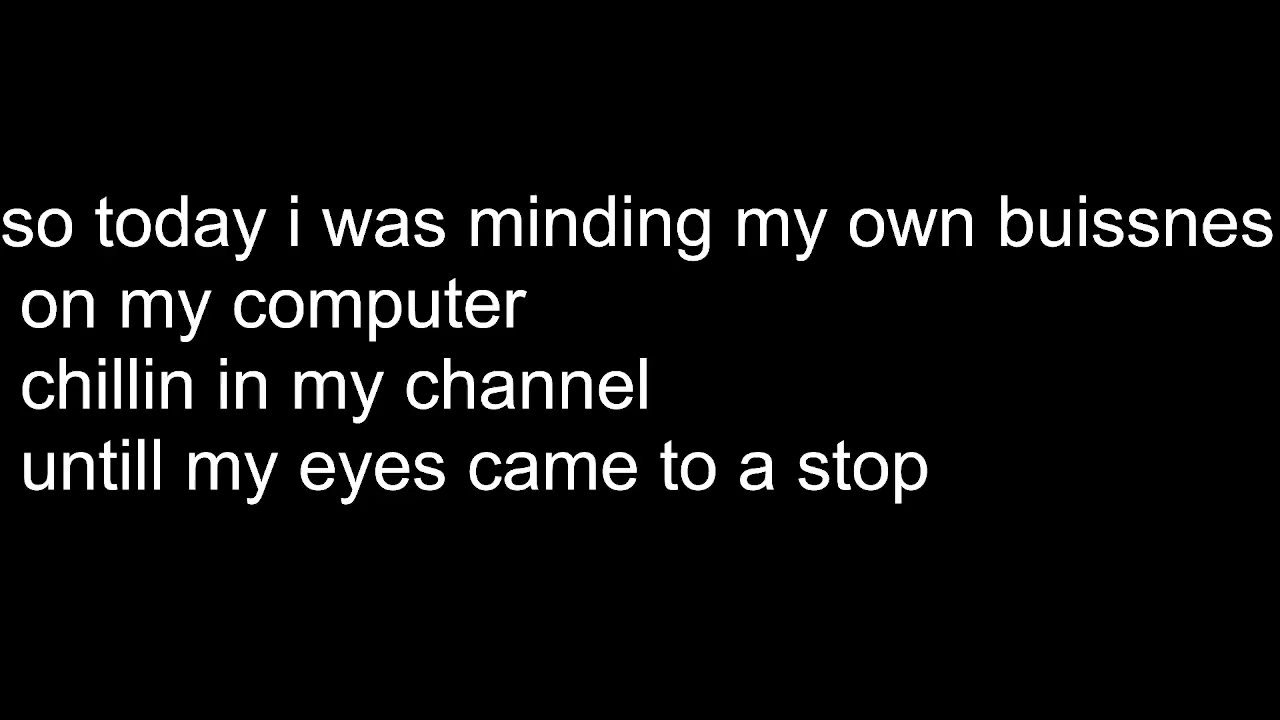 so today i was minding my own buissnes
on my computer
chillin in my channel
untill my eyes came to a stop